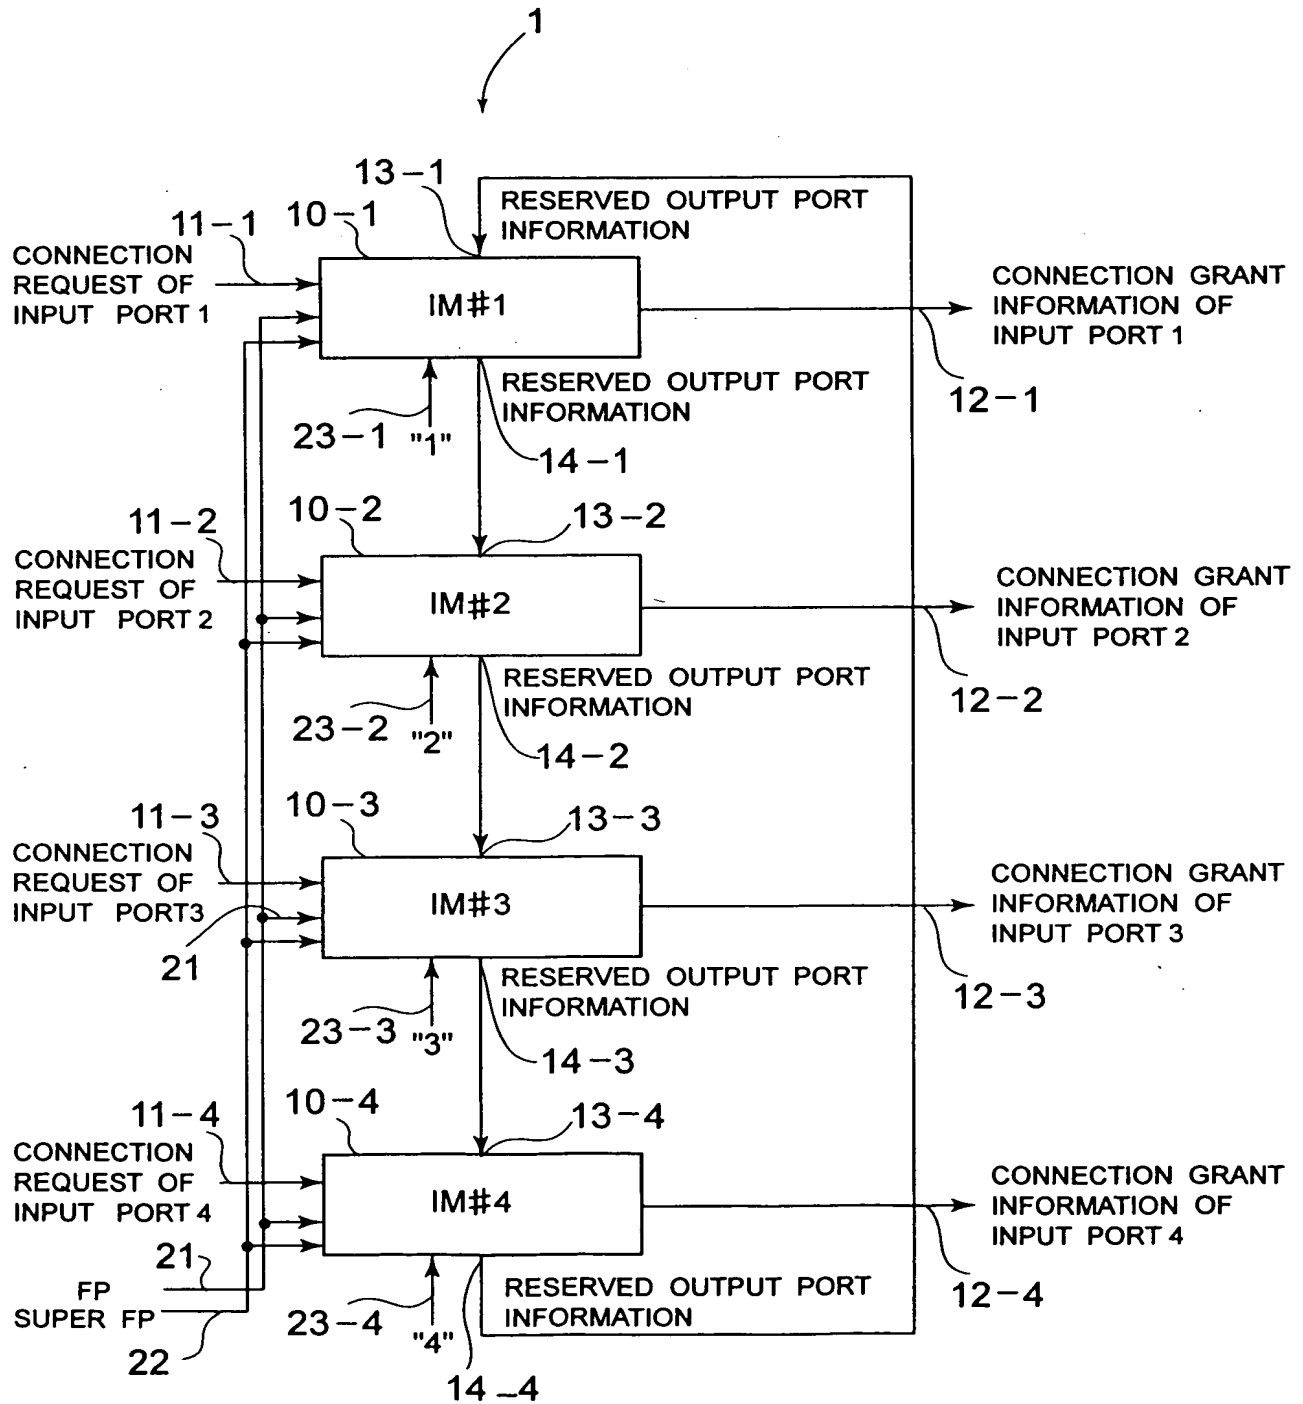 1
13-1
RESERVED OUTPUT PORT
INFORMATION
10-1
11-1
CONNECTION
REQUEST OF
INPUT PORT 1
IM#1
CONNECTION GRANT
INFORMATION OF
INPUT PORT 1
12-1
RESERVED OUTPUT PORT
INFORMATION
23-1
"1"
14-1
10-2
13-2
11-2
CONNECTION
REQUEST OF
INPUT PORT 2
IM#2
CONNECTION GRANT
INFORMATION OF
INPUT PORT 2
12-2
RESERVED OUTPUT PORT
INFORMATION
23-2
"2"
14-2
10-3
13-3
11-3
CONNECTION
REQUEST OF
INPUT PORT3
21
IM#3
CONNECTION GRANT
INFORMATION OF
INPUT PORT 3
12-3
RESERVED OUTPUT PORT
INFORMATION
23-3
"3"
14-3
10-4
13-4
11-4
CONNECTION
REQUEST OF
INPUT PORT 4
IM#4
CONNECTION GRANT
INFORMATION OF
INPUT PORT 4
12-4
21
FP
SUPER FP
22
RESERVED OUTPUT PORT
INFORMATION
23-4
"4"
14-4